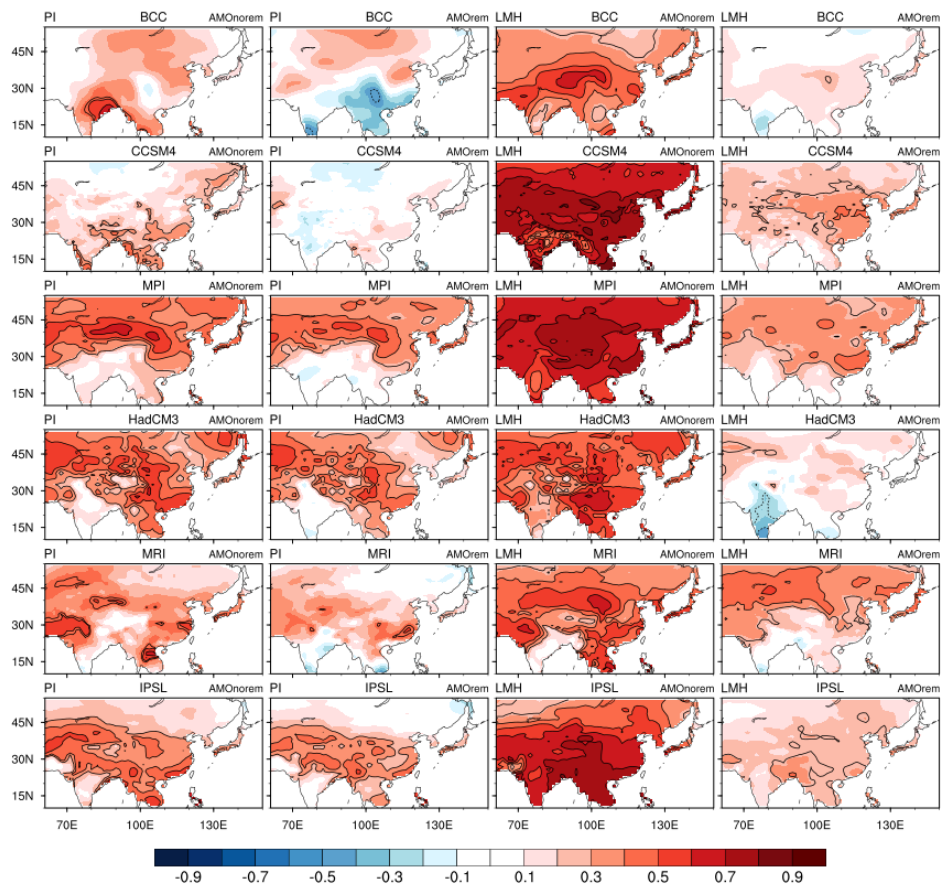 PI BCC AMOnorem PI BCC AMOrem LMH BCC AMOnorem LMH BCC AMOrem
45N
30N
15N
PI CCSM4 AMOnorem PI CCSM4 AMOrem LMH CCSM4 AMOnorem LMH CCSM4 AMOrem
45N
30N
15N
PI MPI AMOnorem PI MPI AMOrem LMH MPI AMOnorem LMH MPI AMOrem
45N
30N
15N
PI HadCM3 AMOnorem PI HadCM3 AMOrem LMH HadCM3 AMOnorem LMH HadCM3 AMOrem
45N
30N
15N
PI MRI AMOnorem PI MRI AMOrem LMH MRI AMOnorem LMH MRI AMOrem
45N
30N
15N
PI IPSL AMOnorem PI IPSL AMOrem LMH IPSL AMOnorem LMH IPSL AMOrem
45N
30N
15N
70E 100E 130E 70E 100E 130E 70E 100E 130E 70E 100E 130E
-0.9 -0.7 -0.5 -0.3 -0.1 0.1 0.3 0.5 0.7 0.9